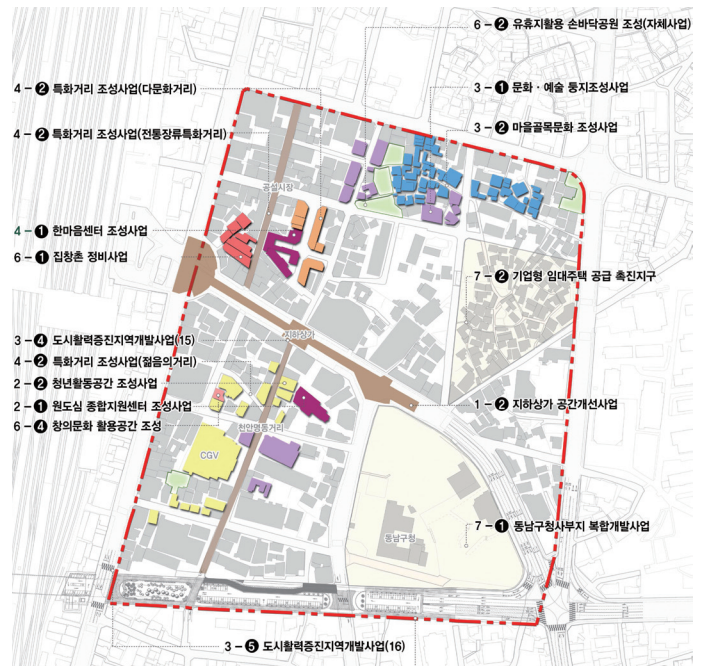 6 - ❷ 유휴지활용 손바닥공원 조성(자체사업)
4 - ❷ 특화거리 조성사업(다문화거리)
3 - ❶ 문화 · 예술 둥지조성사업
4 - ❷ 특화거리 조성사업(전통장류특화거리)
3 - ❷ 마을골목문화 조성사업
공설시장
4 - ❶ 한마음센터 조성사업
6 - ❶ 집창촌 정비사업
7 - ❷ 기업형 임대주택 공급 촉진지구
지하상가
3 - ❹ 도시활력증진지역개발사업(15)
4 - ❷ 특화거리 조성사업(젊음의거리)
2 - ❷ 청년활동공간 조성사업
2 - ❶ 원도심 종합지원센터 조성사업
1 - ❷ 지하상가 공간개선사업
6 - ❹ 창의문화 활용공간 조성
천안명동거리
CGV
7 - ❶ 동남구청사부지 복합개발사업
동남구청
3 - ❺ 도시활력증진지역개발사업(16)